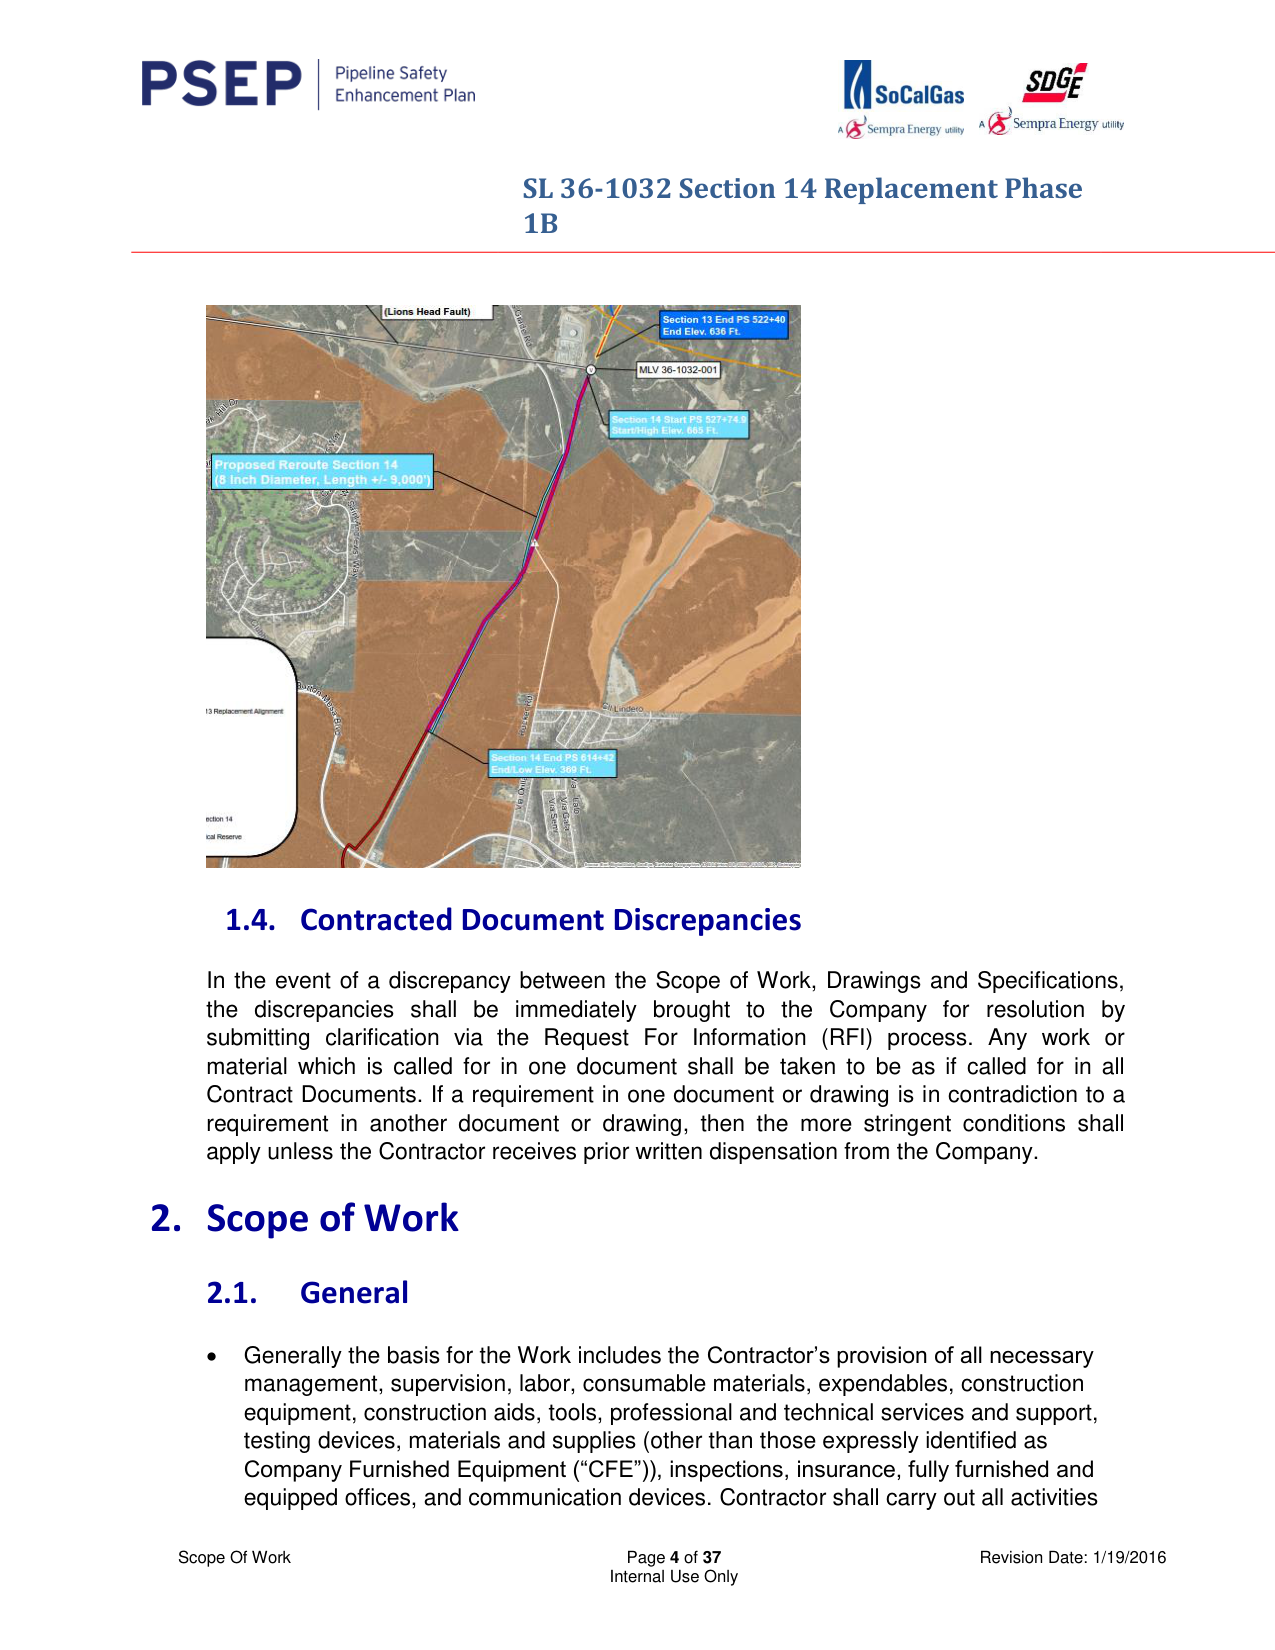 PSEP
Pipeline Safety
Enhancement Plan
SoCalGas
A Sempra Energy utility
SDGE
A Sempra Energy utility
SL 36-1032 Section 14 Replacement Phase
1B
(Lions Head Fault)
Section 13 End PS 522+40
End Elev. 636 Ft.
MLV 36-1032-001
Section 14 Start PS 527+74.9
Start/High Elev. 665 Ft.
Proposed Reroute Section 14
(8 Inch Diameter, Length +/- 9,000')
13 Replacement Alignment
El Lindero
Section 14 End PS 614+42
End/Low Elev. 369 Ft.
ection 14
ical Reserve
1.4. Contracted Document Discrepancies
In the event of a discrepancy between the Scope of Work, Drawings and Specifications,
the discrepancies shall be immediately brought to the Company for resolution by
submitting clarification via the Request For Information (RFI) process. Any work or
material which is called for in one document shall be taken to be as if called for in all
Contract Documents. If a requirement in one document or drawing is in contradiction to a
requirement in another document or drawing, then the more stringent conditions shall
apply unless the Contractor receives prior written dispensation from the Company.
2. Scope of Work
2.1. General
• Generally the basis for the Work includes the Contractor’s provision of all necessary
management, supervision, labor, consumable materials, expendables, construction
equipment, construction aids, tools, professional and technical services and support,
testing devices, materials and supplies (other than those expressly identified as
Company Furnished Equipment (“CFE”)), inspections, insurance, fully furnished and
equipped offices, and communication devices. Contractor shall carry out all activities
Scope Of Work
Page 4 of 37
Revision Date: 1/19/2016
Internal Use Only